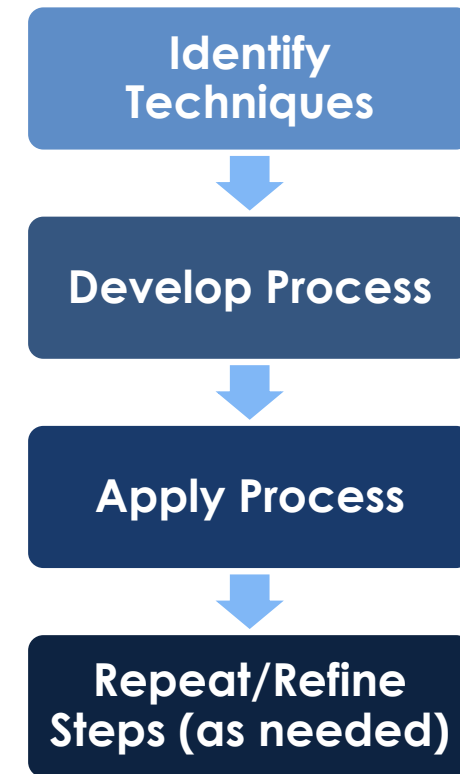 Identify
Techniques
Develop Process
Apply Process
Repeat/Refine
Steps (as needed)